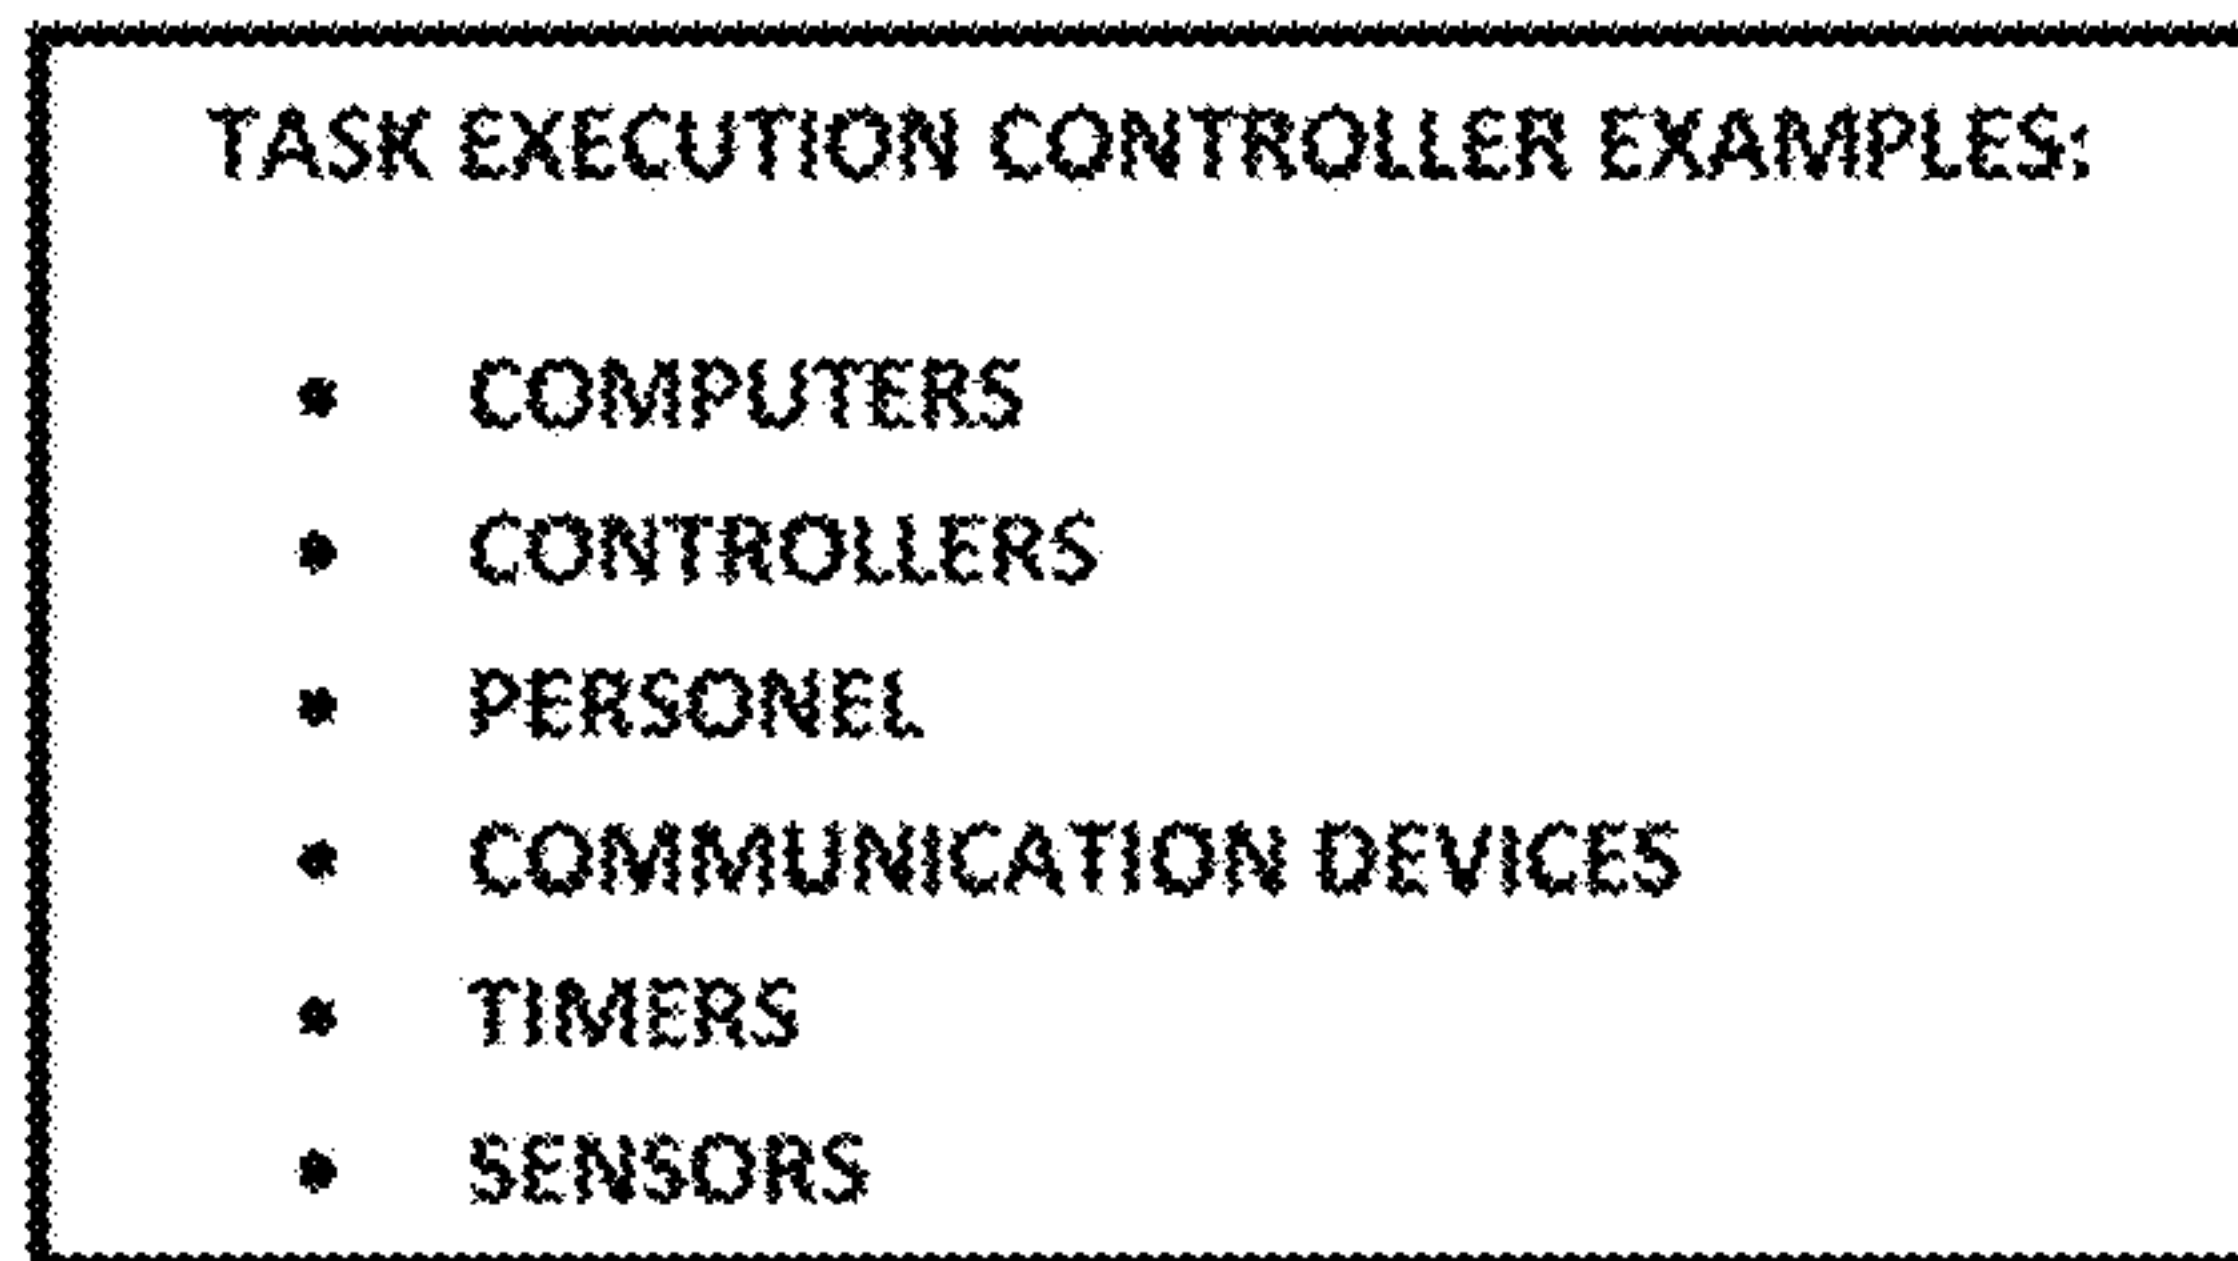 TASK EXECUTION CONTROLLER EXAMPLES:
• COMPUTERS
• CONTROLLERS
• PERSONEL
• COMMUNICATION DEVICES
• TIMERS
• SENSORS